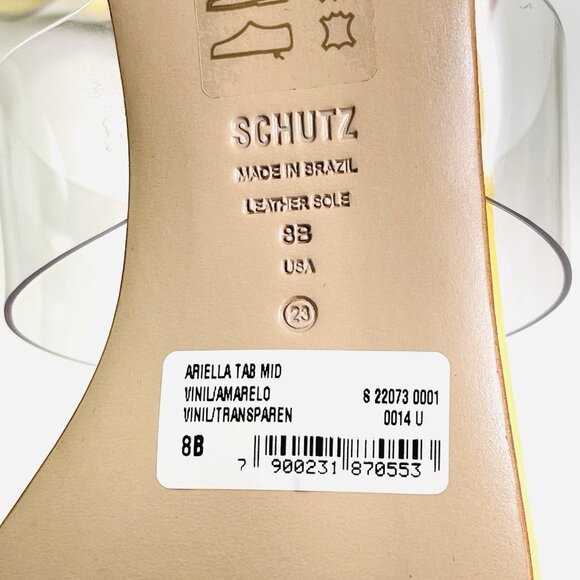 SCHUTZ
MADE IN BRAZIL
LEATHER SOLE
8B
USA
23
ARIELLA TAB MID
VINIL/AMARELO S 22073 0001
VINIL/TRANSPAREN 0014 U
8B
7 900231 870553